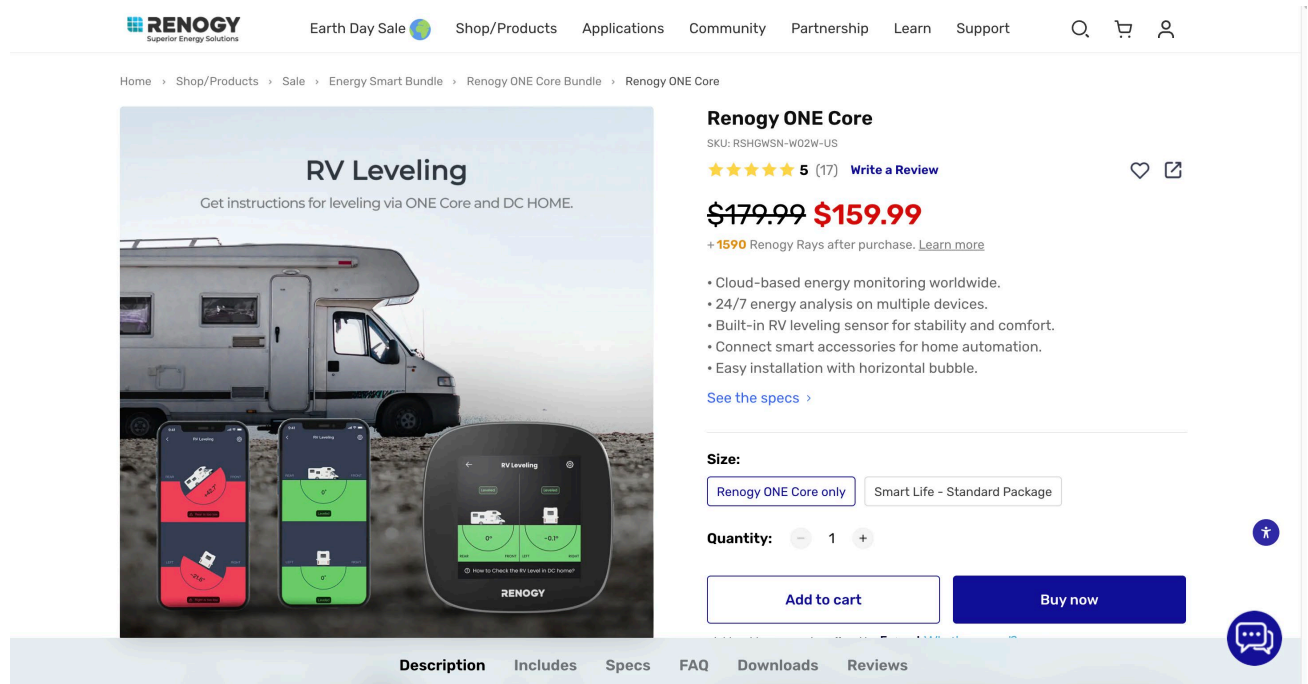 RENOGY
Superior Energy Solutions
Earth Day Sale
Shop/Products
Applications
Community
Partnership
Learn
Support
Home › Shop/Products › Sale › Energy Smart Bundle › Renogy ONE Core Bundle › Renogy ONE Core
RV Leveling
Get instructions for leveling via ONE Core and DC HOME.
RV Leveling
RV Leveling
RV Leveling
Leveled
Leveled
0°
-0.1°
REAR
FRONT
LEFT
RIGHT
How to Check the RV Level in DC home?
RENOGY
Renogy ONE Core
SKU: RSHGWSN-W02W-US
5 (17) Write a Review
$179.99 $159.99
+ 1590 Renogy Rays after purchase. Learn more
• Cloud-based energy monitoring worldwide.
• 24/7 energy analysis on multiple devices.
• Built-in RV leveling sensor for stability and comfort.
• Connect smart accessories for home automation.
• Easy installation with horizontal bubble.
See the specs ›
Size:
Renogy ONE Core only
Smart Life - Standard Package
Quantity: − 1 +
Add to cart
Buy now
Description
Includes
Specs
FAQ
Downloads
Reviews